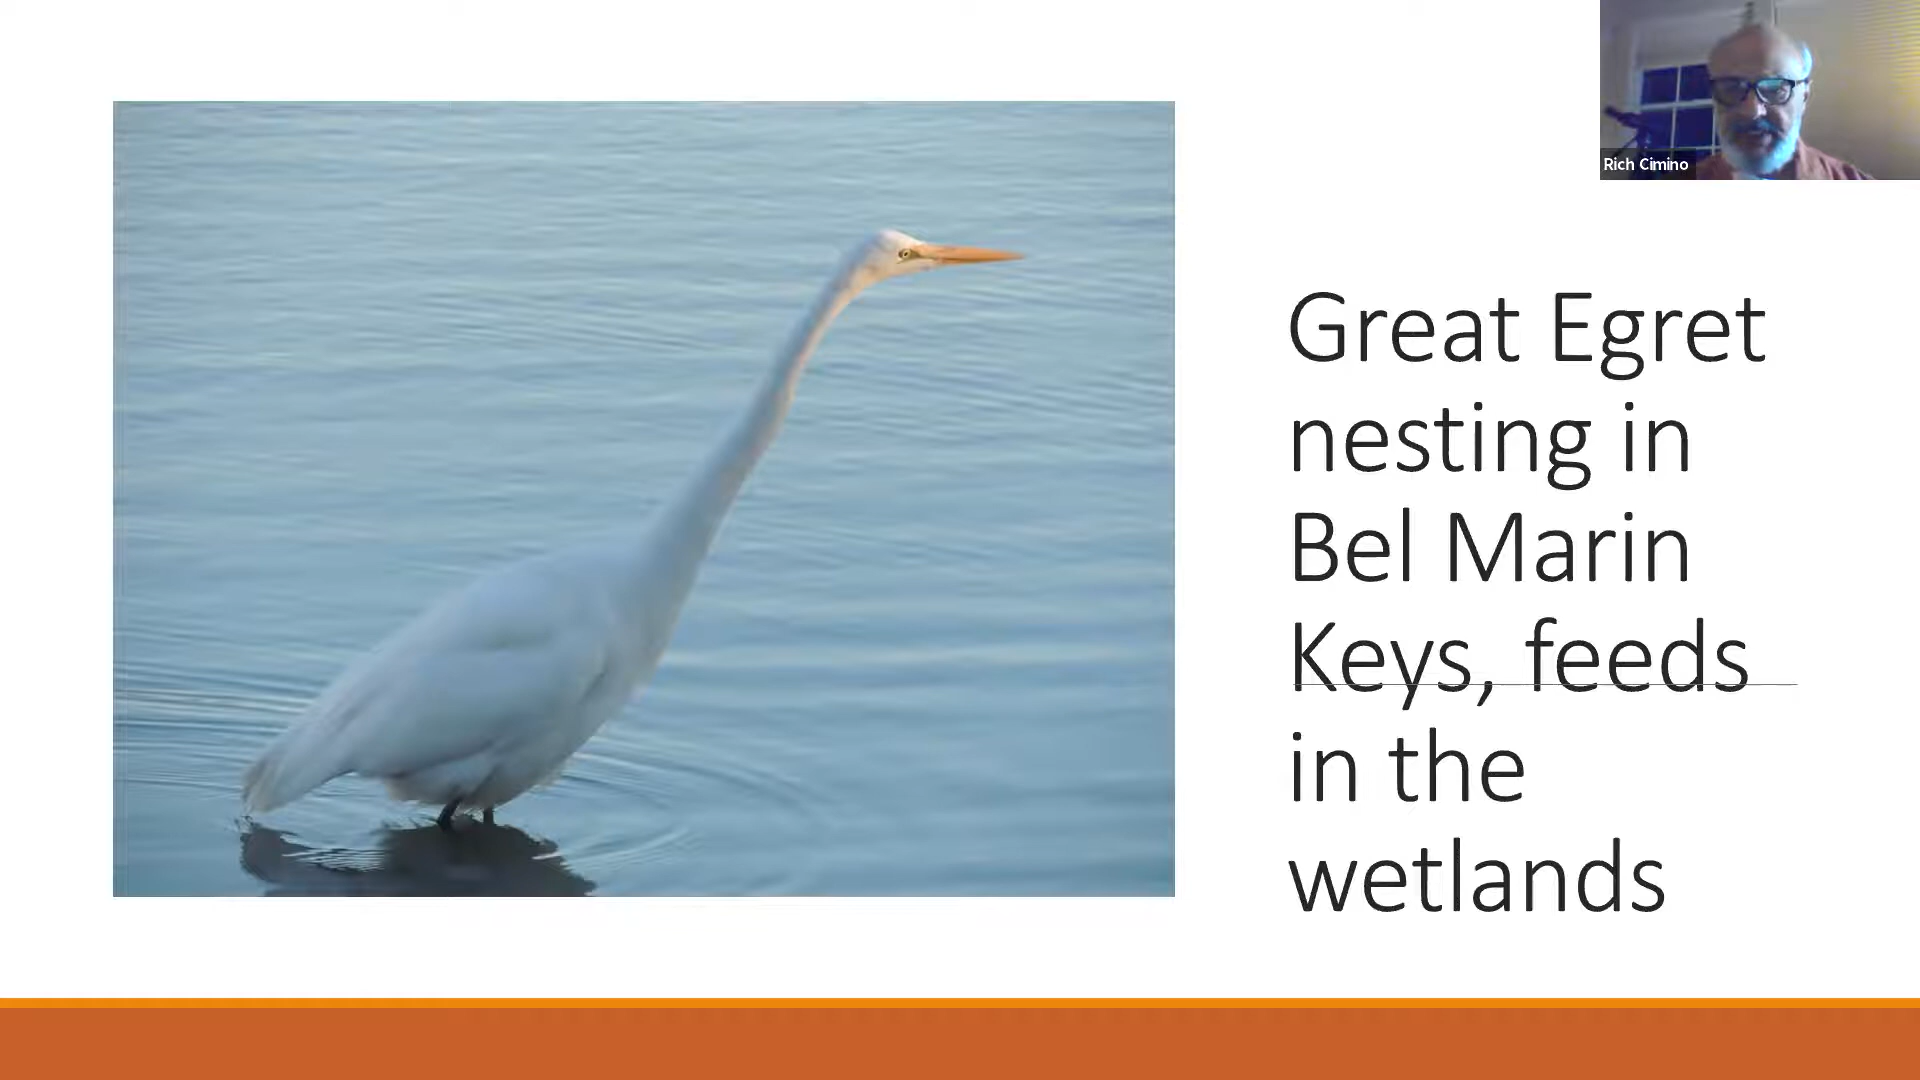 Rich Cimino
Great Egret
nesting in
Bel Marin
Keys, feeds
in the
wetlands